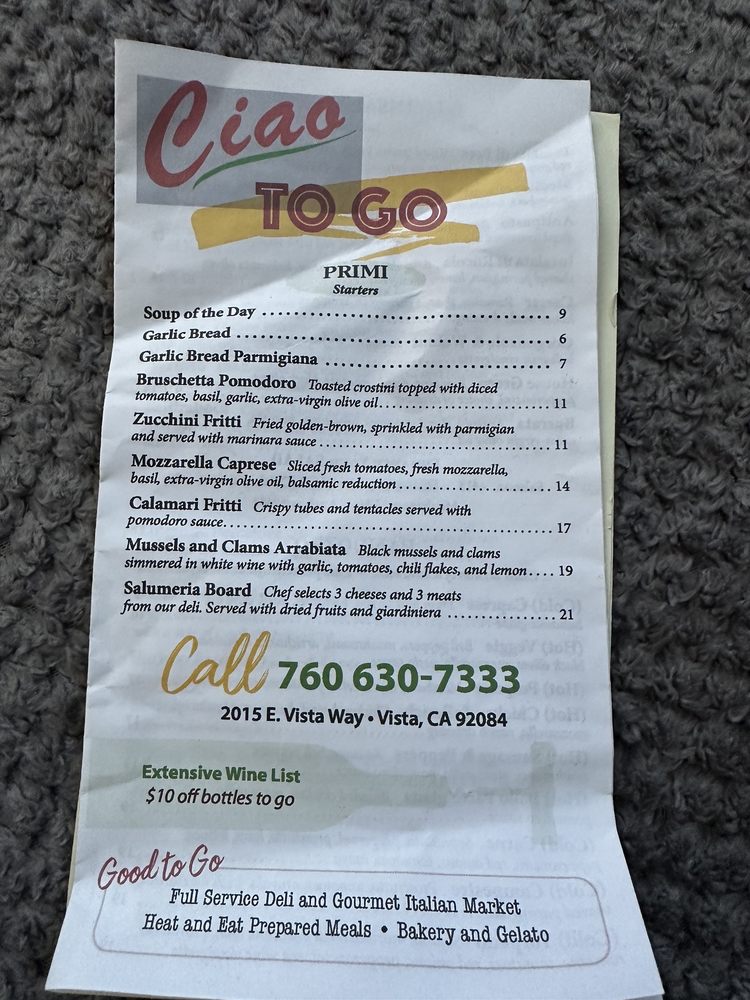 Ciao
TO GO
PRIMI
Starters
Soup of the Day ........................................ 9
Garlic Bread ........................................... 6
Garlic Bread Parmigiana ............................. 7
Bruschetta Pomodoro Toasted crostini topped with diced
tomatoes, basil, garlic, extra-virgin olive oil........................ 11
Zucchini Fritti Fried golden-brown, sprinkled with parmigian
and served with marinara sauce .................................. 11
Mozzarella Caprese Sliced fresh tomatoes, fresh mozzarella,
basil, extra-virgin olive oil, balsamic reduction ..................... 14
Calamari Fritti Crispy tubes and tentacles served with
pomodoro sauce.................................................. 17
Mussels and Clams Arrabiata Black mussels and clams
simmered in white wine with garlic, tomatoes, chili flakes, and lemon.... 19
Salumeria Board Chef selects 3 cheeses and 3 meats
from our deli. Served with dried fruits and giardiniera ............... 21
Call 760 630-7333
2015 E. Vista Way • Vista, CA 92084
Extensive Wine List
$10 off bottles to go
Good to Go
Full Service Deli and Gourmet Italian Market
Heat and Eat Prepared Meals • Bakery and Gelato